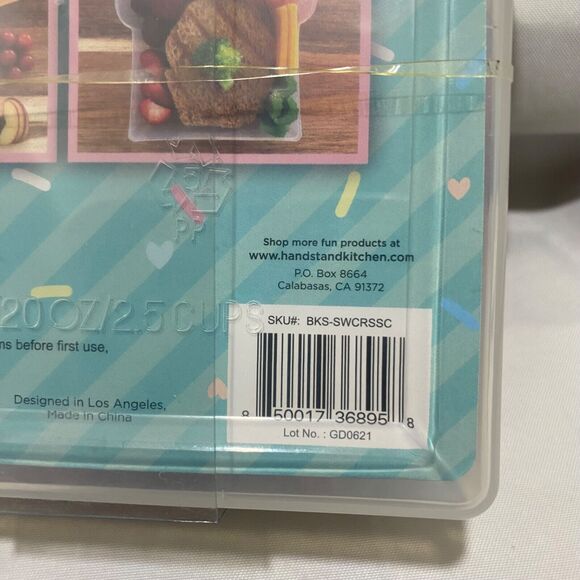 5
PP
Shop more fun products at
www.handstandkitchen.com
P.O. Box 8664
Calabasas, CA 91372
20 OZ/2.5 CUPS
SKU#: BKS-SWCRSSC
before first use,
Designed in Los Angeles,
Made in China
8 50017 36895 8
Lot No. : GD0621